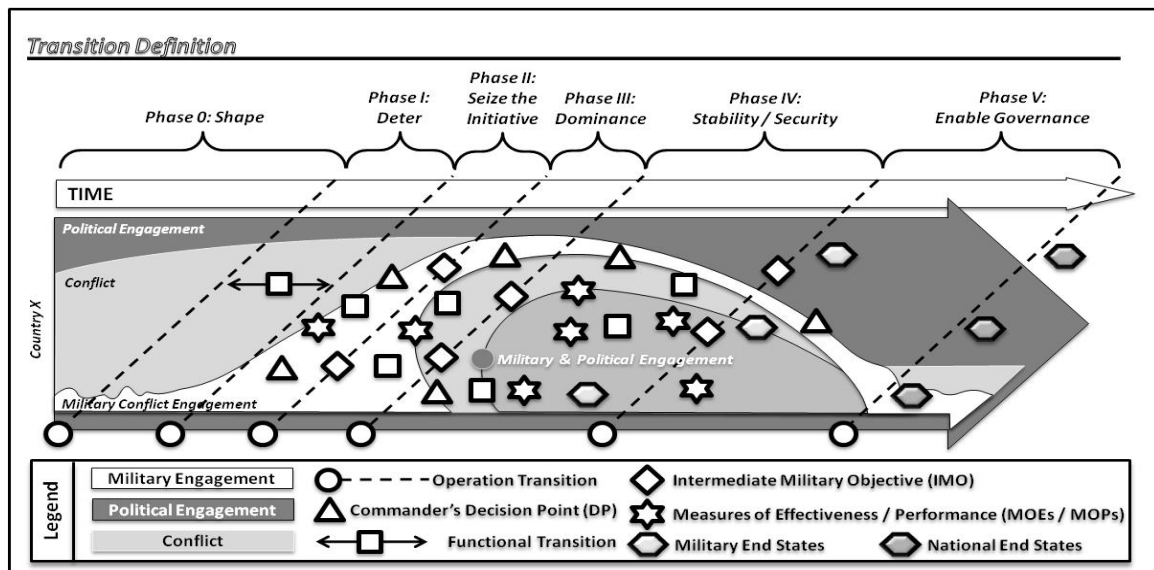 Transition Definition
Phase 0: Shape
Phase I:
Deter
Phase II:
Seize the
Initiative
Phase III:
Dominance
Phase IV:
Stability / Security
Phase V:
Enable Governance
TIME
Political Engagement
Conflict
Country X
Military & Political Engagement
Military Conflict Engagement
Legend
Military Engagement
Political Engagement
Conflict
Operation Transition
Commander's Decision Point (DP)
Functional Transition
Intermediate Military Objective (IMO)
Measures of Effectiveness / Performance (MOEs / MOPs)
Military End States
National End States